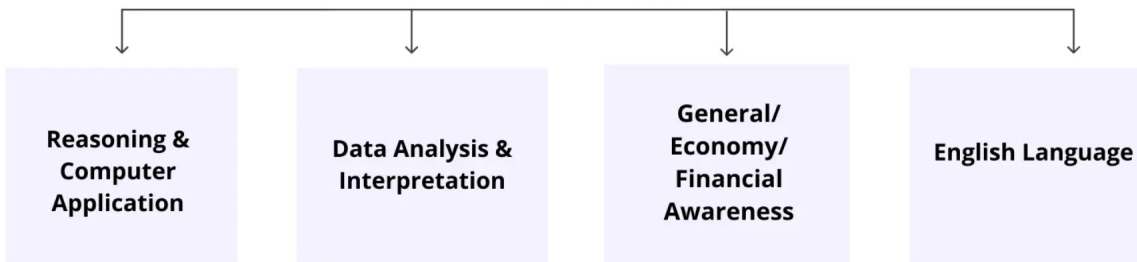 Reasoning &
Computer
Application
Data Analysis &
Interpretation
General/
Economy/
Financial
Awareness
English Language